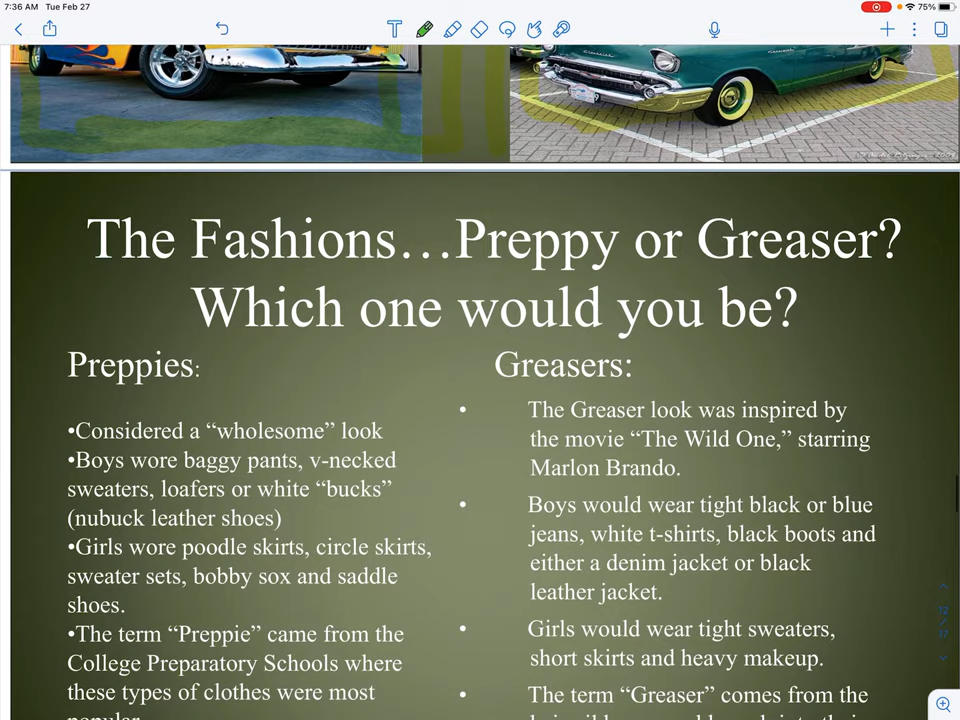 7:36 AM Tue Feb 27
75%
The Fashions…Preppy or Greaser?
Which one would you be?
Preppies:
•Considered a “wholesome” look
•Boys wore baggy pants, v-necked
sweaters, loafers or white “bucks”
(nubuck leather shoes)
•Girls wore poodle skirts, circle skirts,
sweater sets, bobby sox and saddle
shoes.
•The term “Preppie” came from the
College Preparatory Schools where
these types of clothes were most
popular.
Greasers:
• The Greaser look was inspired by
the movie “The Wild One,” starring
Marlon Brando.
• Boys would wear tight black or blue
jeans, white t-shirts, black boots and
either a denim jacket or black
leather jacket.
• Girls would wear tight sweaters,
short skirts and heavy makeup.
• The term “Greaser” comes from the
12
/
17